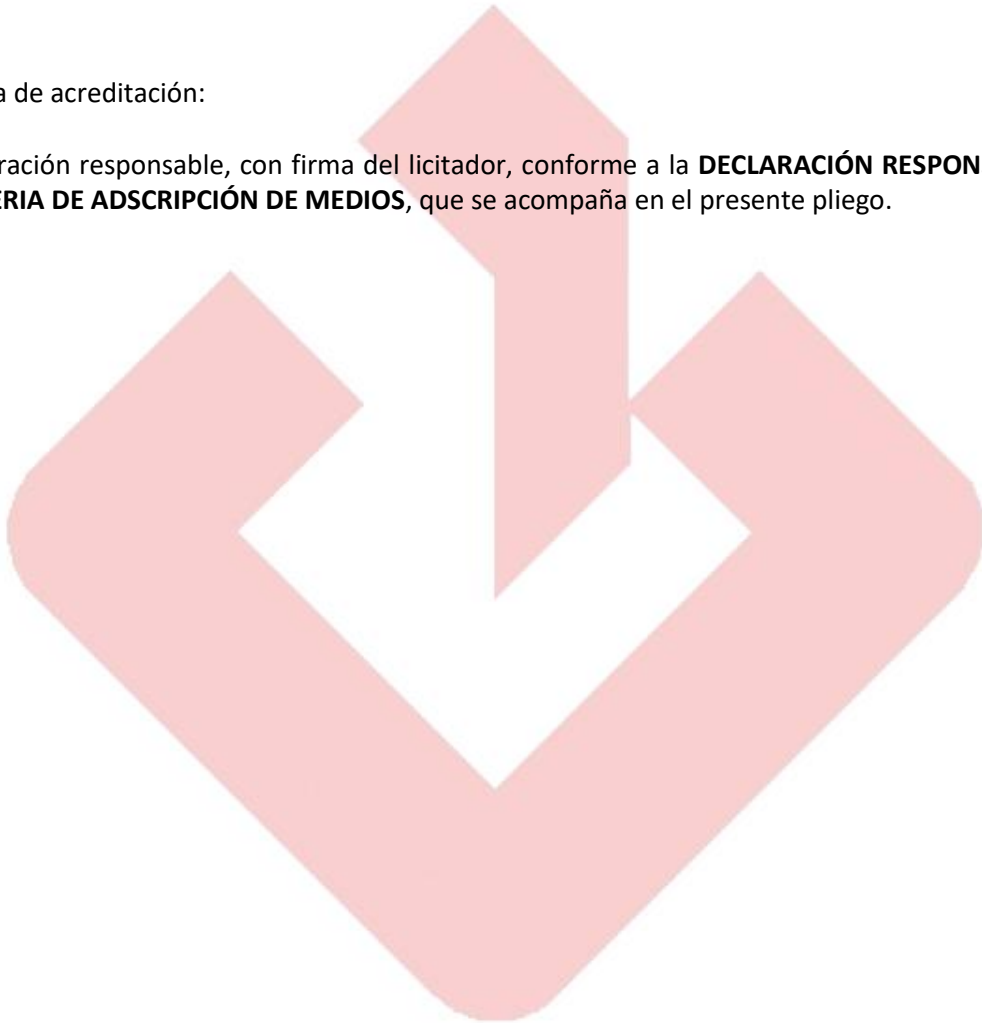 a de acreditación:
ración responsable, con firma del licitador, conforme a la DECLARACIÓN RESPON
ERIA DE ADSCRIPCIÓN DE MEDIOS, que se acompaña en el presente pliego.